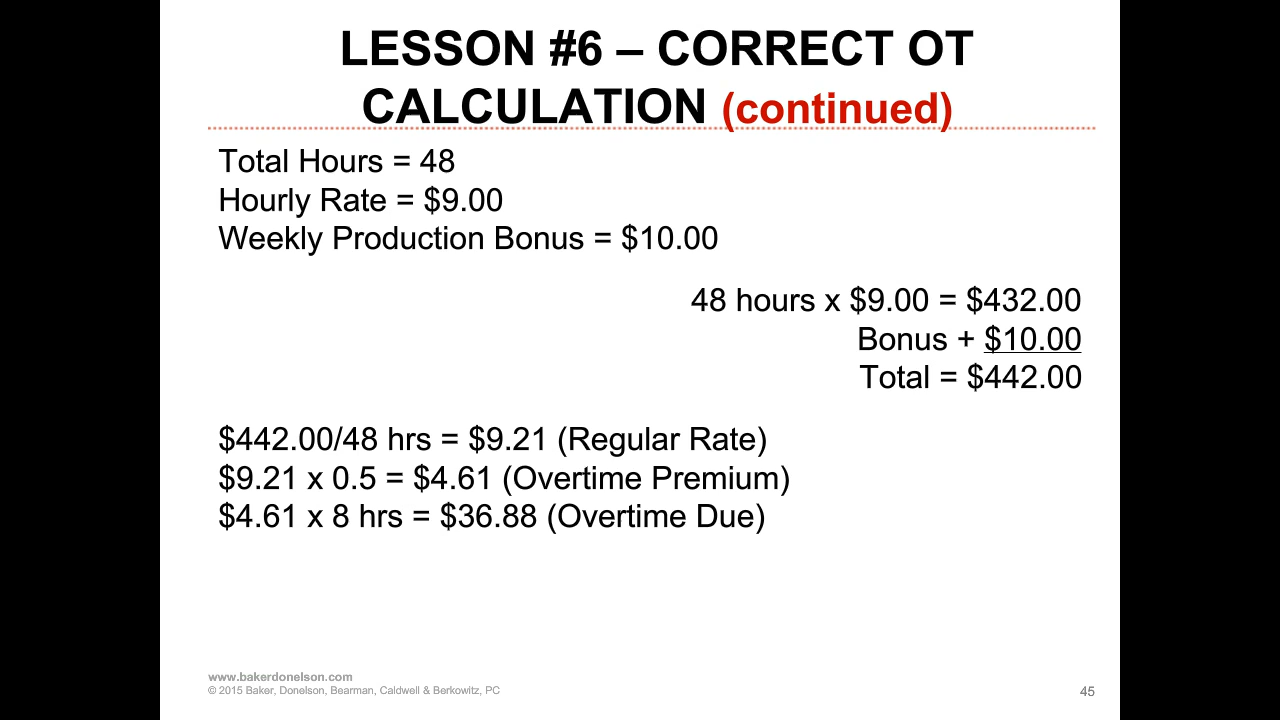 LESSON #6 – CORRECT OT
CALCULATION (continued)
Total Hours = 48
Hourly Rate = $9.00
Weekly Production Bonus = $10.00
48 hours x $9.00 = $432.00
Bonus + $10.00
Total = $442.00
$442.00/48 hrs = $9.21 (Regular Rate)
$9.21 x 0.5 = $4.61 (Overtime Premium)
$4.61 x 8 hrs = $36.88 (Overtime Due)
www.bakerdonelson.com
© 2015 Baker, Donelson, Bearman, Caldwell & Berkowitz, PC
45